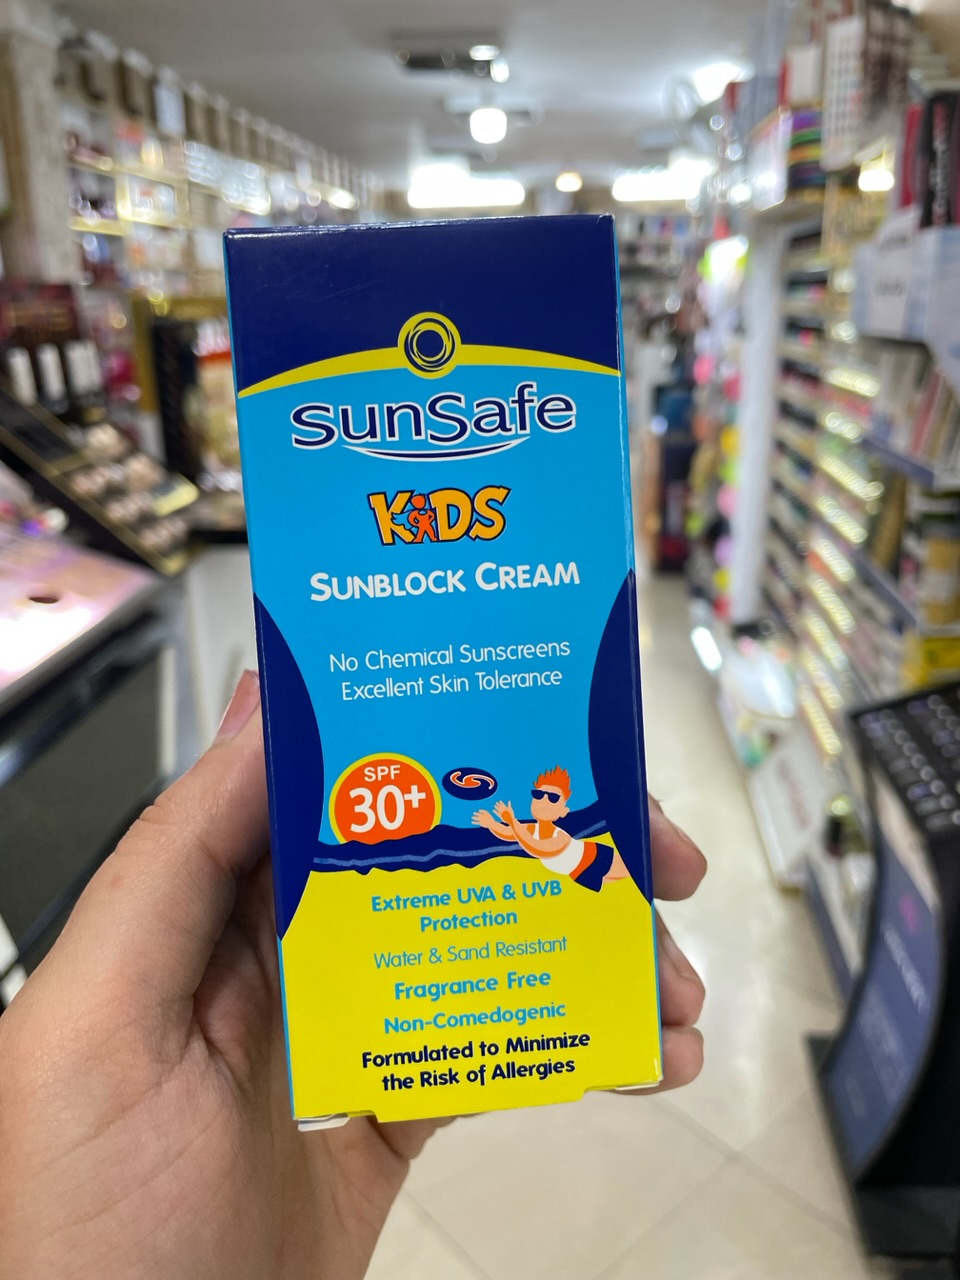 SunSafe
KiDS
SUNBLOCK CREAM
No Chemical Sunscreens
Excellent Skin Tolerance
SPF
30+
Extreme UVA & UVB
Protection
Water & Sand Resistant
Fragrance Free
Non-Comedogenic
Formulated to Minimize
the Risk of Allergies